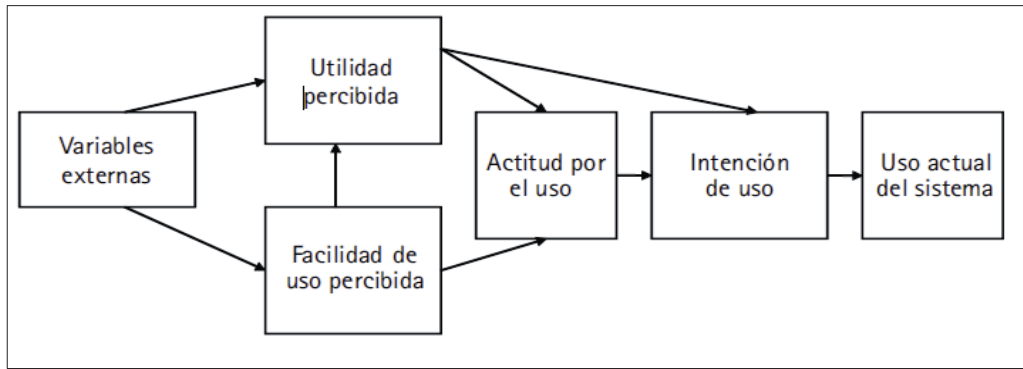 Utilidad
percibida
Variables
externas
Facilidad de
uso percibida
Actitud por
el uso
Intención
de uso
Uso actual
del sistema